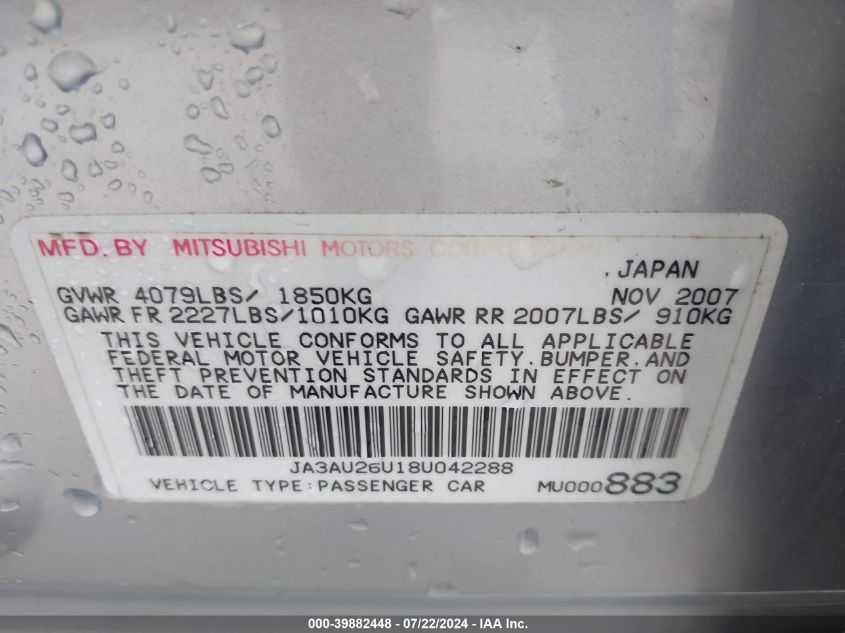 MFD. BY MITSUBISHI MOTORS CORPORATION
. JAPAN
GVWR 4079LBS/ 1850KG NOV 2007
GAWR FR 2227LBS/1010KG GAWR RR 2007LBS/ 910KG
THIS VEHICLE CONFORMS TO ALL APPLICABLE
FEDERAL MOTOR VEHICLE SAFETY.BUMPER.AND
THEFT PREVENTION STANDARDS IN EFFECT ON
THE DATE OF MANUFACTURE SHOWN ABOVE.
JA3AU26U18U042288
VEHICLE TYPE:PASSENGER CAR MU000883
000-39882448 - 07/22/2024 - IAA Inc.